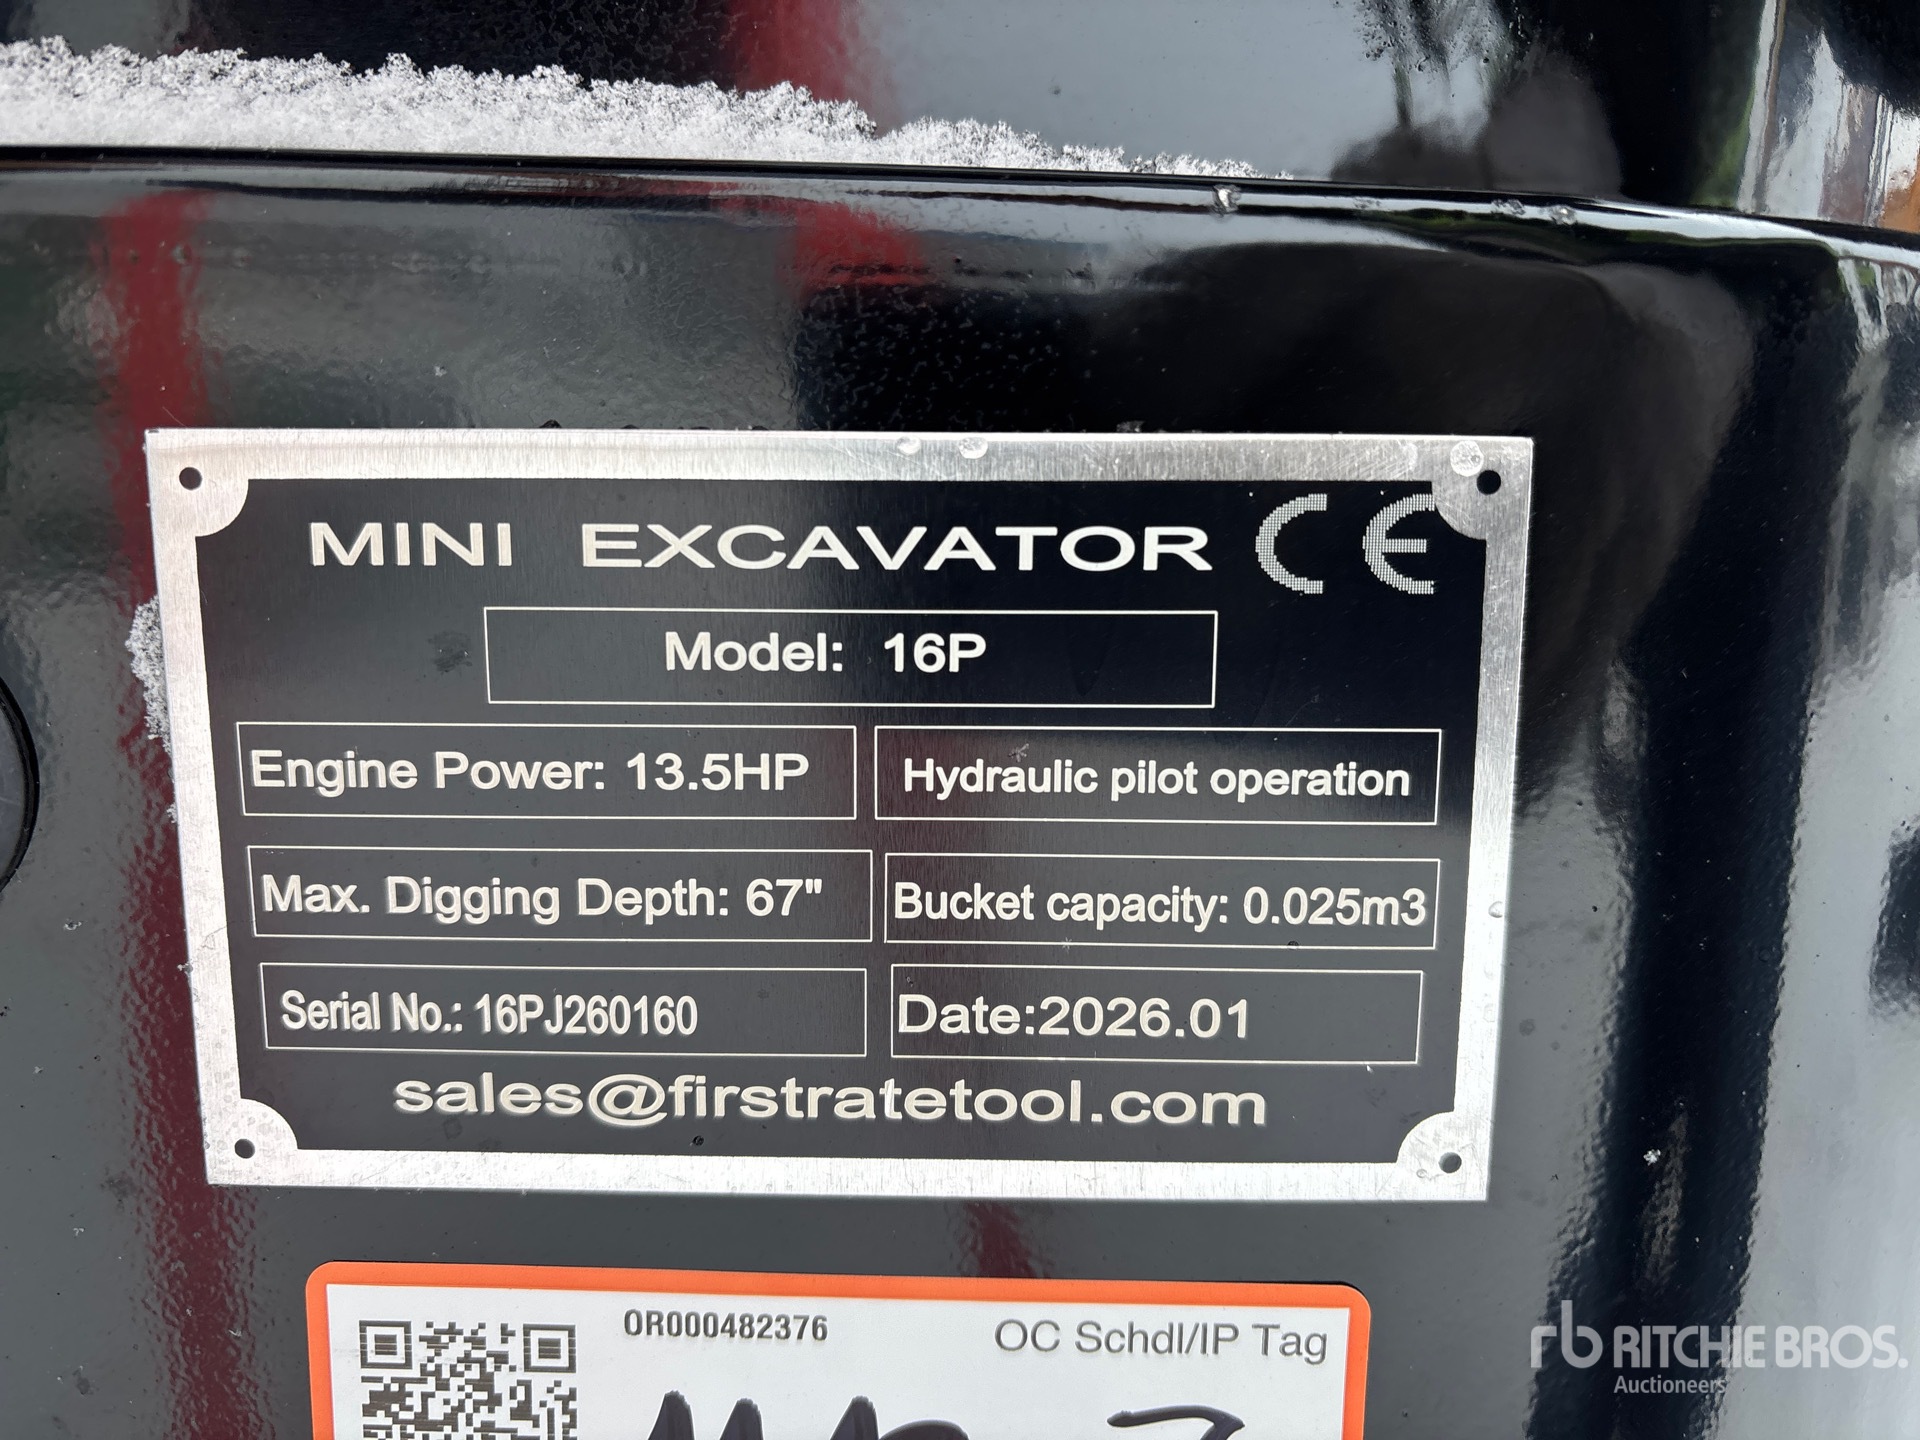 MINI EXCAVATOR CE
Model: 16P
Engine Power: 13.5HP
Hydraulic pilot operation
Max. Digging Depth: 67"
Bucket capacity: 0.025m3
Serial No.: 16PJ260160
Date:2026.01
sales@firstratetool.com
OR000482376
OC Schdl/IP Tag
rb RITCHIE BROS.
Auctioneers